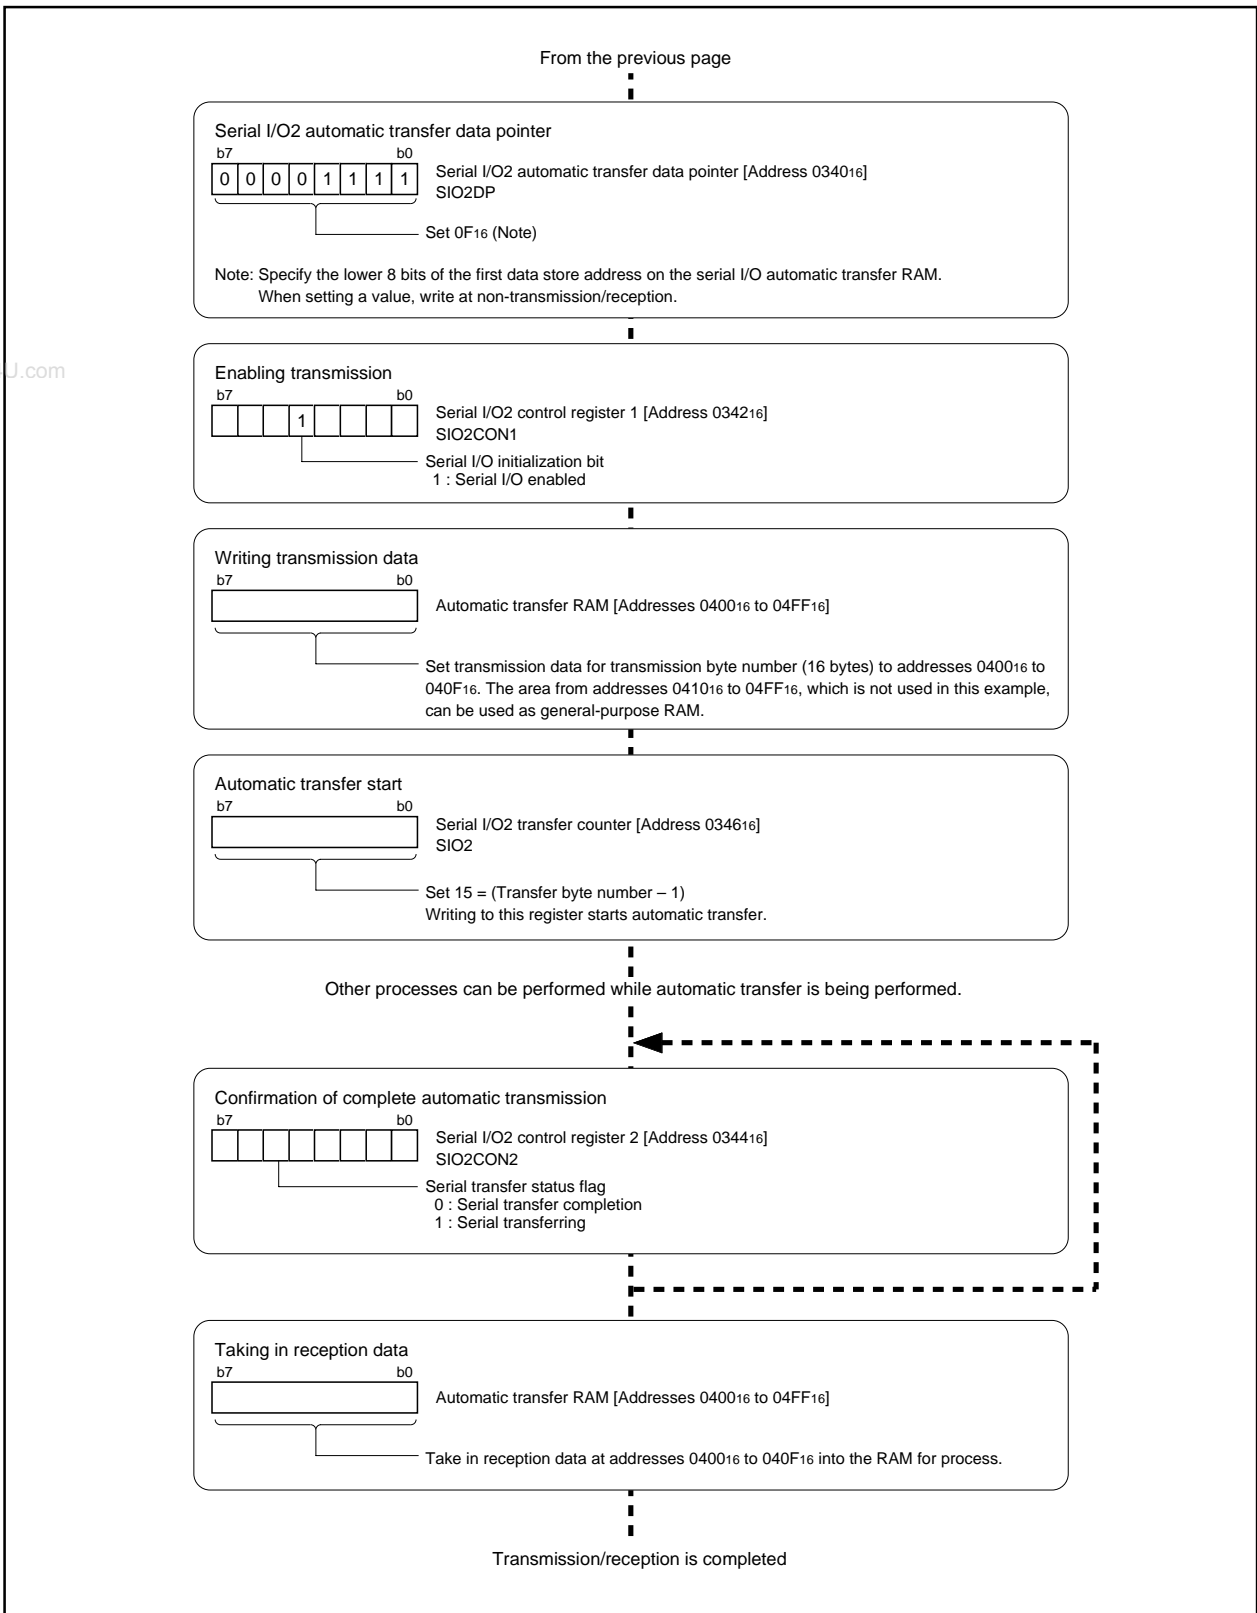 From the previous page
Serial I/O2 automatic transfer data pointer
b7 b0
0 0 0 0 1 1 1 1
Serial I/O2 automatic transfer data pointer [Address 034016]
SIO2DP
Set 0F16 (Note)
Note: Specify the lower 8 bits of the first data store address on the serial I/O automatic transfer RAM.
When setting a value, write at non-transmission/reception.
U.com
Enabling transmission
b7 b0
1
Serial I/O2 control register 1 [Address 034216]
SIO2CON1
Serial I/O initialization bit
1 : Serial I/O enabled
Writing transmission data
b7 b0
Automatic transfer RAM [Addresses 040016 to 04FF16]
Set transmission data for transmission byte number (16 bytes) to addresses 040016 to
040F16. The area from addresses 041016 to 04FF16, which is not used in this example,
can be used as general-purpose RAM.
Automatic transfer start
b7 b0
Serial I/O2 transfer counter [Address 034616]
SIO2
Set 15 = (Transfer byte number – 1)
Writing to this register starts automatic transfer.
Other processes can be performed while automatic transfer is being performed.
Confirmation of complete automatic transmission
b7 b0
Serial I/O2 control register 2 [Address 034416]
SIO2CON2
Serial transfer status flag
0 : Serial transfer completion
1 : Serial transferring
Taking in reception data
b7 b0
Automatic transfer RAM [Addresses 040016 to 04FF16]
Take in reception data at addresses 040016 to 040F16 into the RAM for process.
Transmission/reception is completed